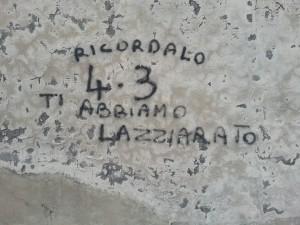 RICORDALO
4.3
TI ABBIAMO
LAZZIARATO